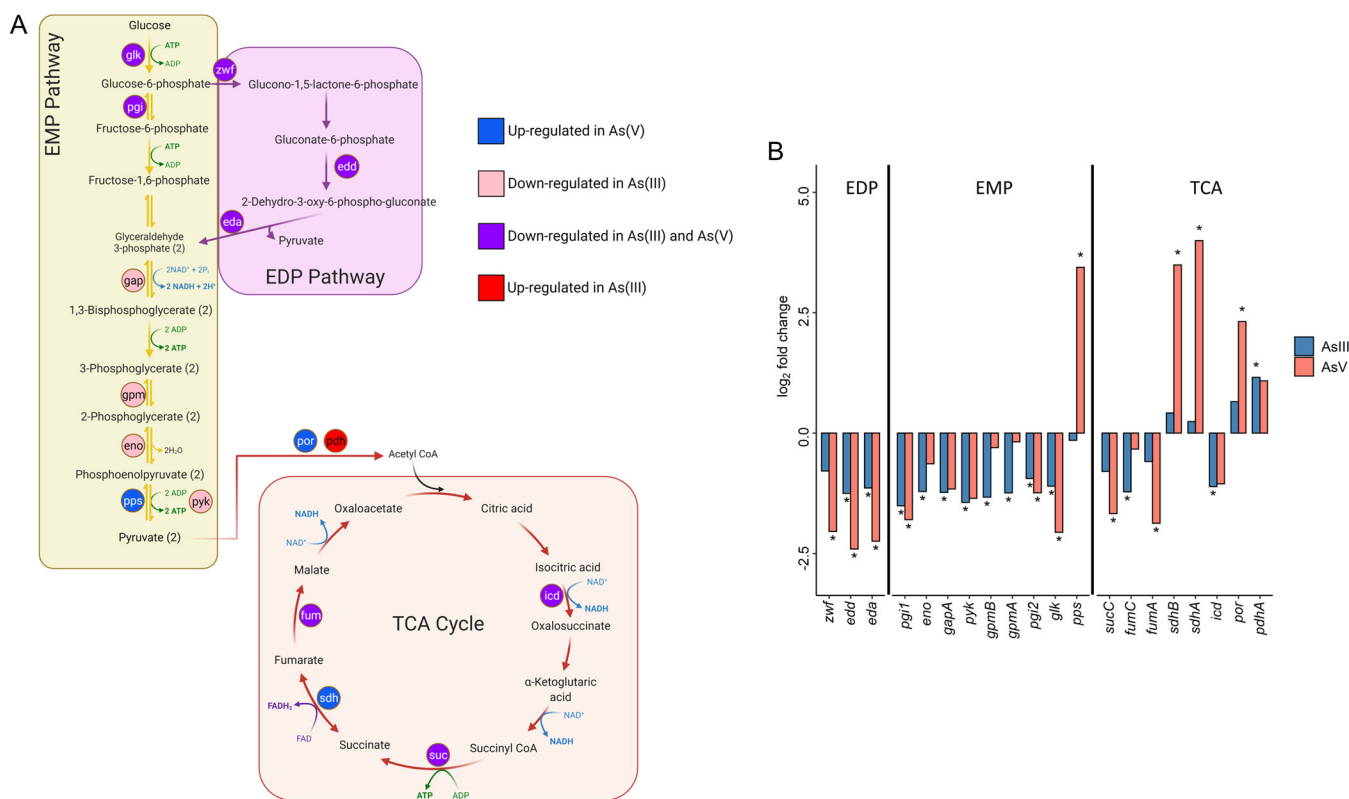 A
EMP Pathway
Glucose
glk
ATP
ADP
Glucose-6-phosphate
zwf
Glucono-1,5-lactone-6-phosphate
pgi
Fructose-6-phosphate
Gluconate-6-phosphate
ATP
ADP
edd
Fructose-1,6-phosphate
2-Dehydro-3-oxy-6-phospho-gluconate
eda
Glyceraldehyde
3-phosphate (2)
Pyruvate
EDP Pathway
gap
2NAD⁺ + 2Pᵢ
2 NADH + 2H⁺
1,3-Bisphosphoglycerate (2)
2 ADP
2 ATP
3-Phosphoglycerate (2)
gpm
2-Phosphoglycerate (2)
eno
2H₂O
Phosphoenolpyruvate (2)
pps
2 ADP
2 ATP
pyk
Pyruvate (2)
Up-regulated in As(V)
Down-regulated in As(III)
Down-regulated in As(III) and As(V)
Up-regulated in As(III)
por
pdh
Acetyl CoA
Oxaloacetate
Citric acid
NADH
NAD⁺
Isocitric acid
Malate
icd
NAD⁺
NADH
fum
TCA Cycle
Oxalosuccinate
Fumarate
α-Ketoglutaric
acid
sdh
FADH₂
FAD
NAD⁺
NADH
Succinate
Succinyl CoA
suc
ATP
ADP
B
EDP
EMP
TCA
log₂ fold change
5.0
2.5
0.0
-2.5
* * * * * * * * * * * * * * * * * * * * * * *
zwf
edd
eda
pgi1
eno
gapA
pyk
gpmB
gpmA
pgi2
glk
pps
sucC
fumC
fumA
sdhB
sdhA
icd
por
pdhA
AsIII
AsV